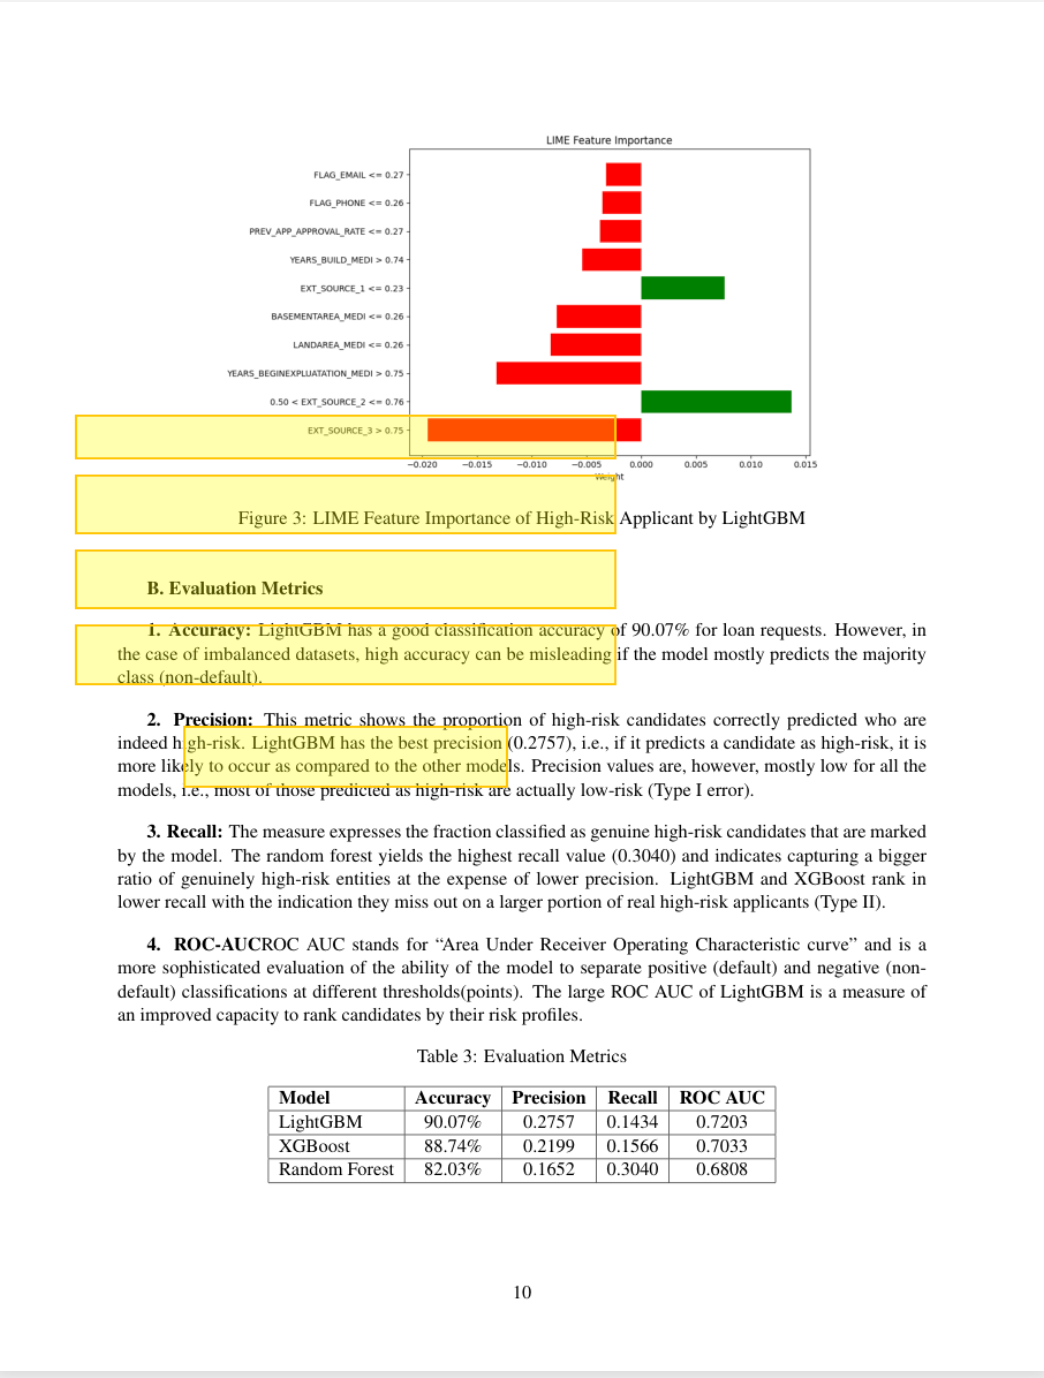 LIME Feature Importance
FLAG_EMAIL <= 0.27
FLAG_PHONE <= 0.26
PREV_APP_APPROVAL_RATE <= 0.27
YEARS_BUILD_MEDI > 0.74
EXT_SOURCE_1 <= 0.23
BASEMENTAREA_MEDI <= 0.26
LANDAREA_MEDI <= 0.26
YEARS_BEGINEXPLUATATION_MEDI > 0.75
0.50 < EXT_SOURCE_2 <= 0.76
EXT_SOURCE_3 > 0.75
−0.020 −0.015 −0.010 −0.005 0.000 0.005 0.010 0.015
Weight
Figure 3: LIME Feature Importance of High-Risk Applicant by LightGBM
B. Evaluation Metrics
1. Accuracy: LightGBM has a good classification accuracy of 90.07% for loan requests. However, in
the case of imbalanced datasets, high accuracy can be misleading if the model mostly predicts the majority
class (non-default).
2. Precision: This metric shows the proportion of high-risk candidates correctly predicted who are
indeed high-risk. LightGBM has the best precision (0.2757), i.e., if it predicts a candidate as high-risk, it is
more likely to occur as compared to the other models. Precision values are, however, mostly low for all the
models, i.e., most of those predicted as high-risk are actually low-risk (Type I error).
3. Recall: The measure expresses the fraction classified as genuine high-risk candidates that are marked
by the model. The random forest yields the highest recall value (0.3040) and indicates capturing a bigger
ratio of genuinely high-risk entities at the expense of lower precision. LightGBM and XGBoost rank in
lower recall with the indication they miss out on a larger portion of real high-risk applicants (Type II).
4. ROC-AUCROC AUC stands for “Area Under Receiver Operating Characteristic curve” and is a
more sophisticated evaluation of the ability of the model to separate positive (default) and negative (non-
default) classifications at different thresholds(points). The large ROC AUC of LightGBM is a measure of
an improved capacity to rank candidates by their risk profiles.
Table 3: Evaluation Metrics
Model Accuracy Precision Recall ROC AUC
LightGBM 90.07% 0.2757 0.1434 0.7203
XGBoost 88.74% 0.2199 0.1566 0.7033
Random Forest 82.03% 0.1652 0.3040 0.6808
10